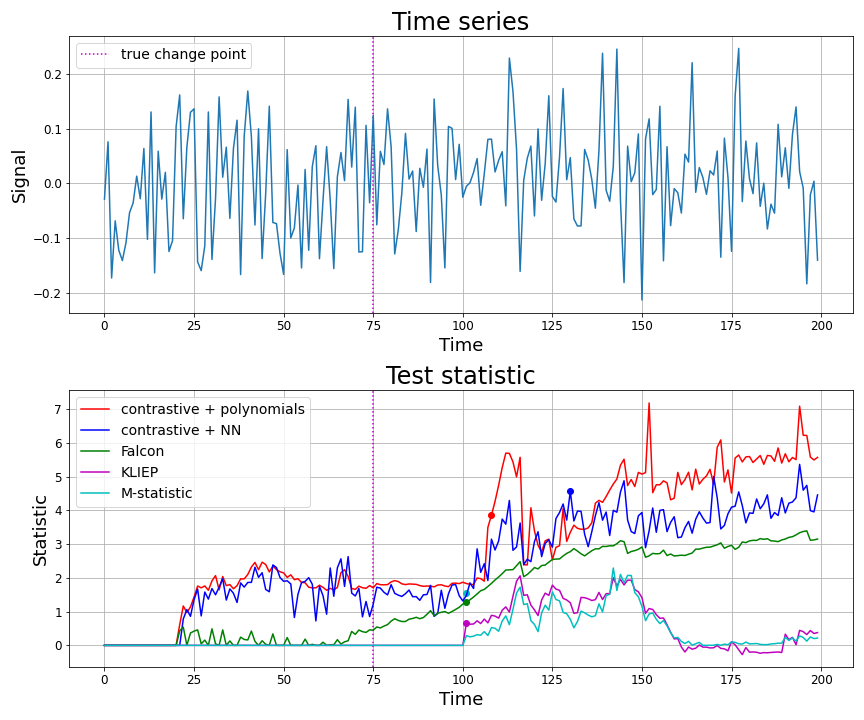 Time series
true change point
0.2
0.1
0.0
−0.1
−0.2
Signal
0 25 50 75 100 125 150 175 200
Time
Test statistic
contrastive + polynomials
contrastive + NN
Falcon
KLIEP
M-statistic
7
6
5
4
3
2
1
0
Statistic
0 25 50 75 100 125 150 175 200
Time